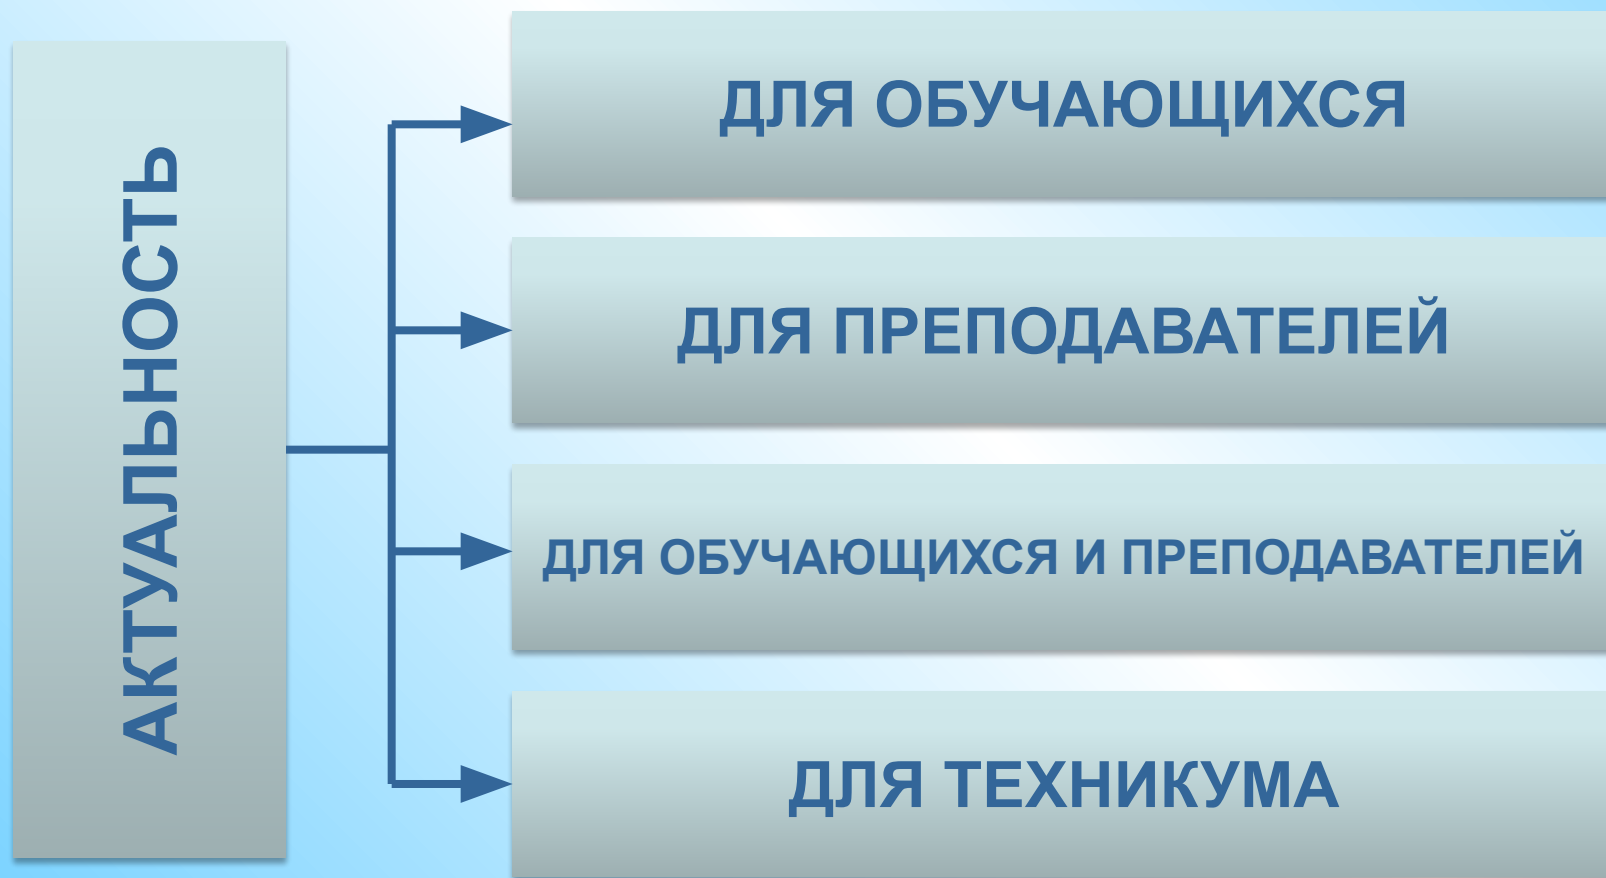 АКТУАЛЬНОСТЬ
ДЛЯ ОБУЧАЮЩИХСЯ
ДЛЯ ПРЕПОДАВАТЕЛЕЙ
ДЛЯ ОБУЧАЮЩИХСЯ И ПРЕПОДАВАТЕЛЕЙ
ДЛЯ ТЕХНИКУМА